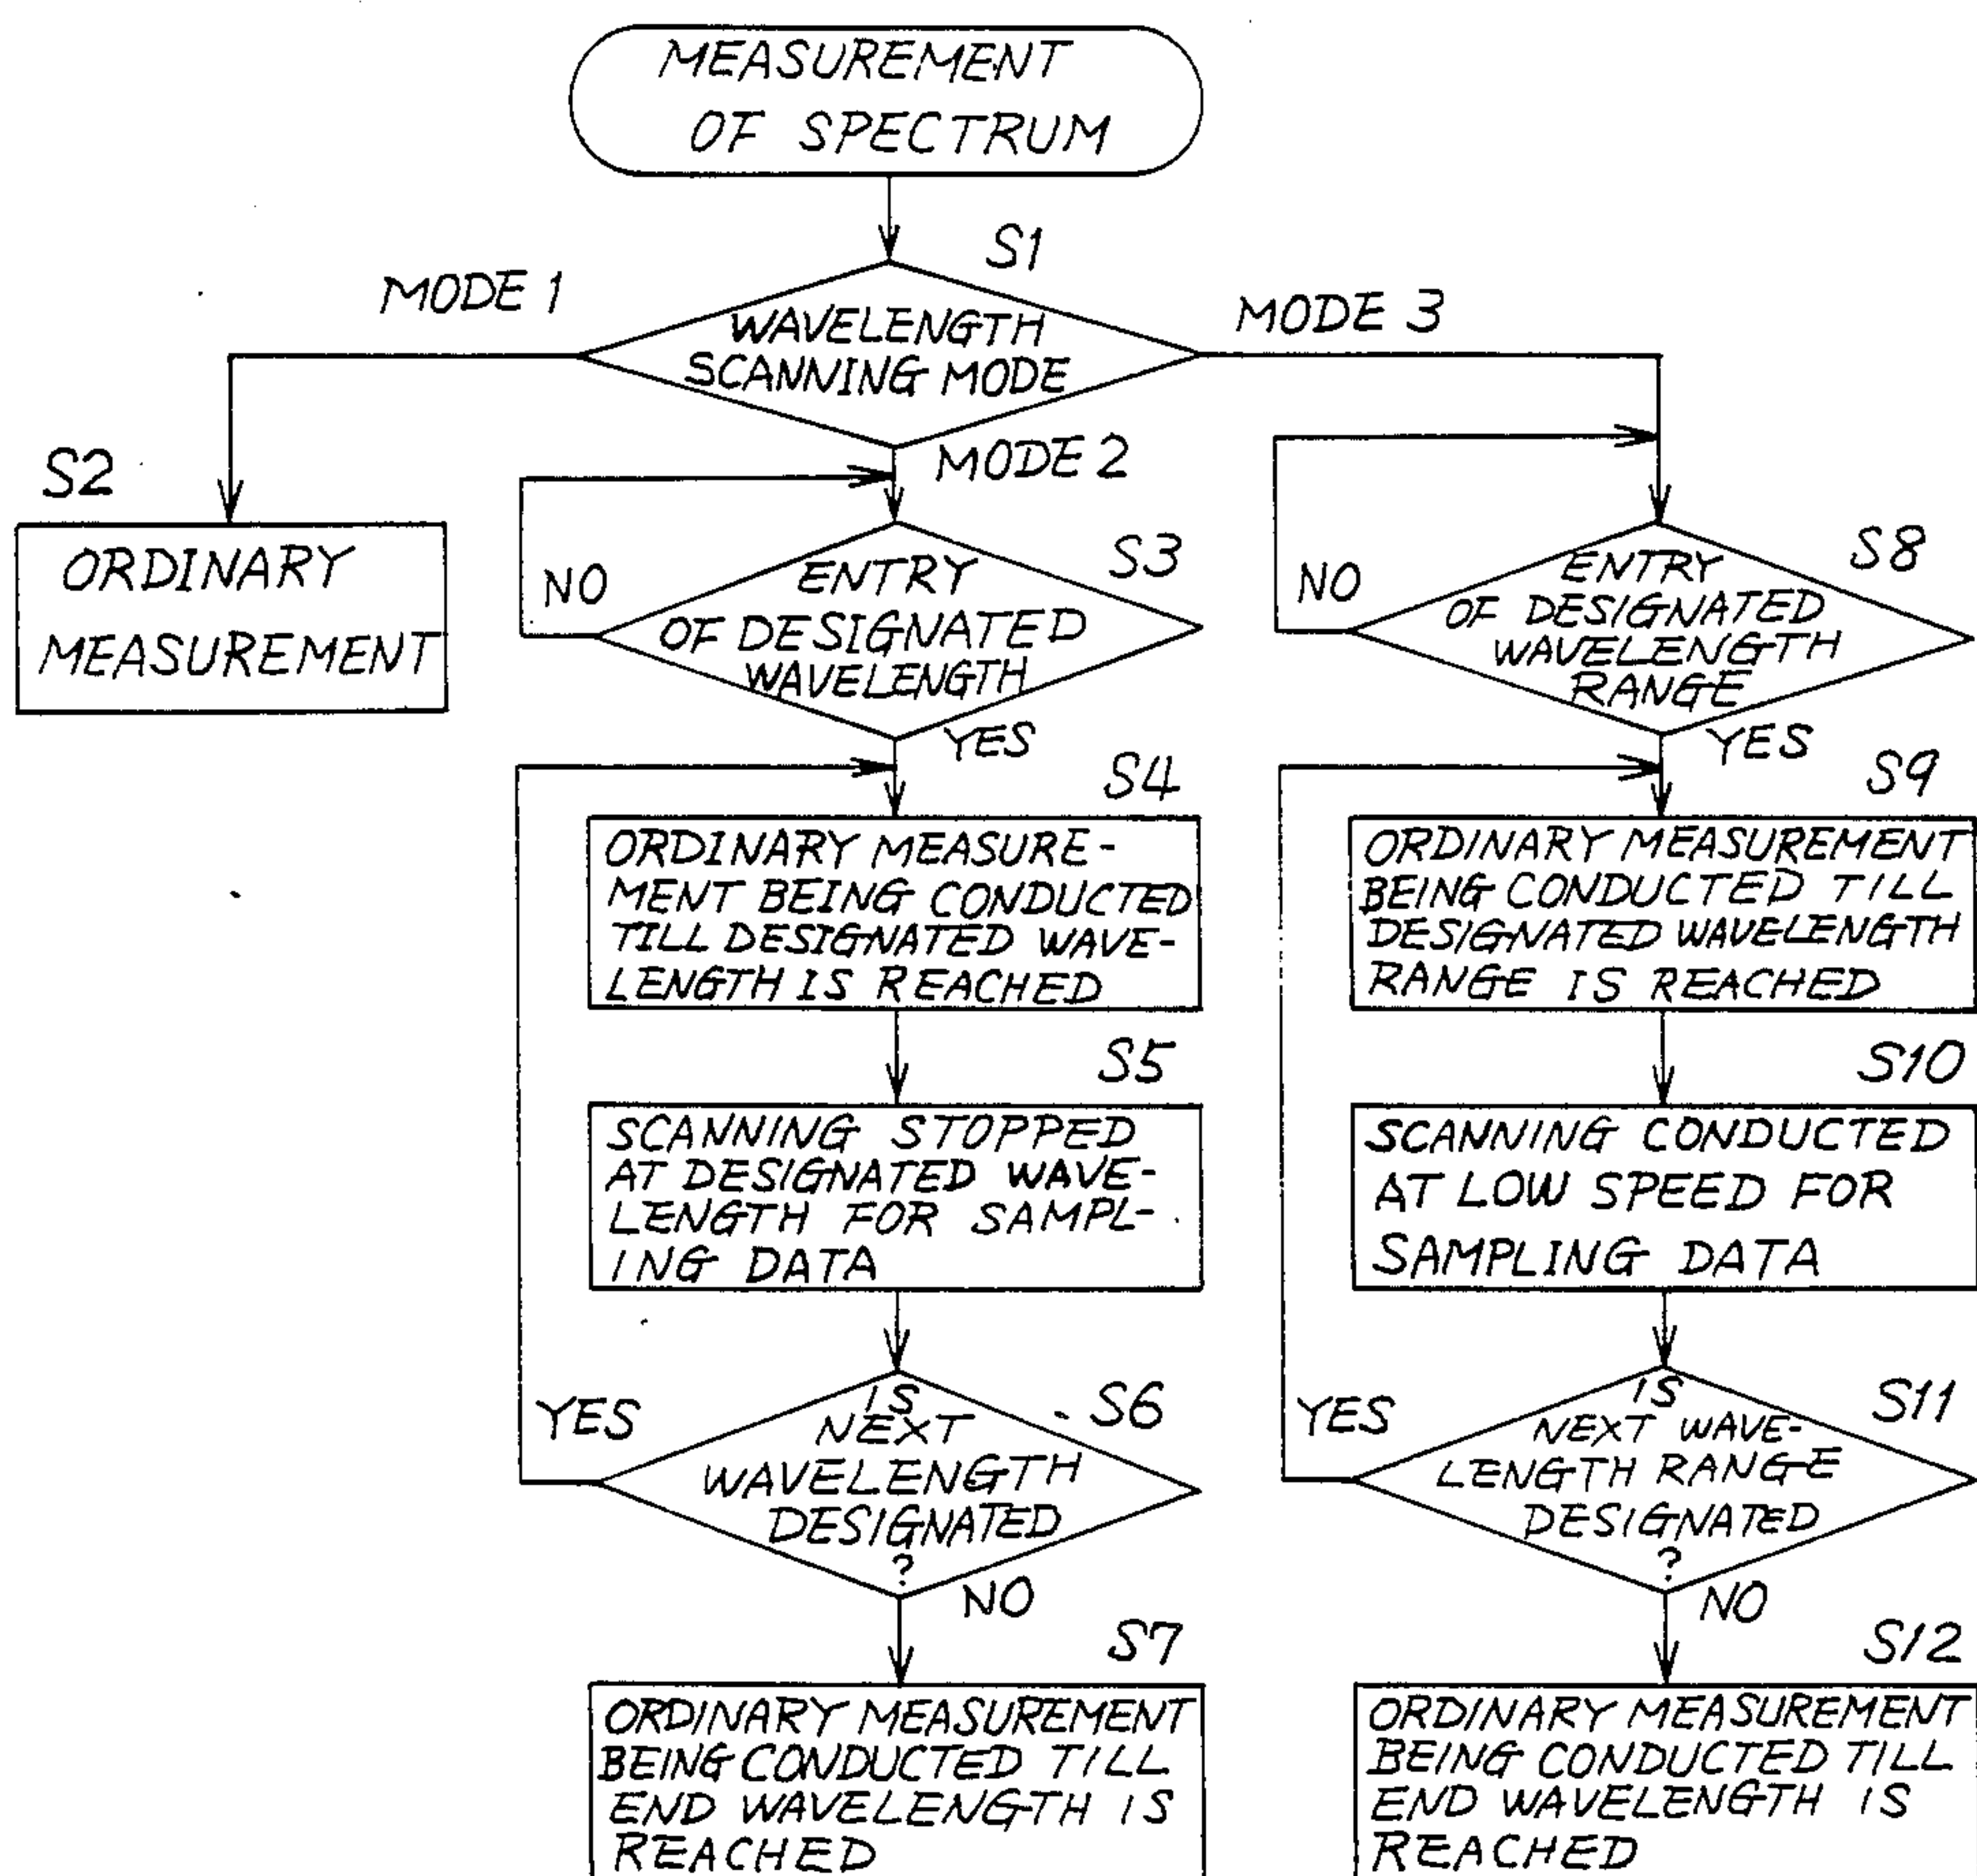 MEASUREMENT
OF SPECTRUM
S1
MODE 1
WAVELENGTH
SCANNING MODE
MODE 3
MODE 2
S2
ORDINARY
MEASUREMENT
S3
NO
ENTRY
OF DESIGNATED
WAVELENGTH
YES
S4
ORDINARY MEASURE-
MENT BEING CONDUCTED
TILL DESIGNATED WAVE-
LENGTH IS REACHED
S5
SCANNING STOPPED
AT DESIGNATED WAVE-
LENGTH FOR SAMPL-
ING DATA
S6
YES
IS
NEXT
WAVELENGTH
DESIGNATED
?
NO
S7
ORDINARY MEASUREMENT
BEING CONDUCTED TILL
END WAVELENGTH IS
REACHED
S8
NO
ENTRY
OF DESIGNATED
WAVELENGTH
RANGE
YES
S9
ORDINARY MEASUREMENT
BEING CONDUCTED TILL
DESIGNATED WAVELENGTH
RANGE IS REACHED
S10
SCANNING CONDUCTED
AT LOW SPEED FOR
SAMPLING DATA
S11
YES
IS
NEXT WAVE-
LENGTH RANGE
DESIGNATED
?
NO
S12
ORDINARY MEASUREMENT
BEING CONDUCTED TILL
END WAVELENGTH IS
REACHED